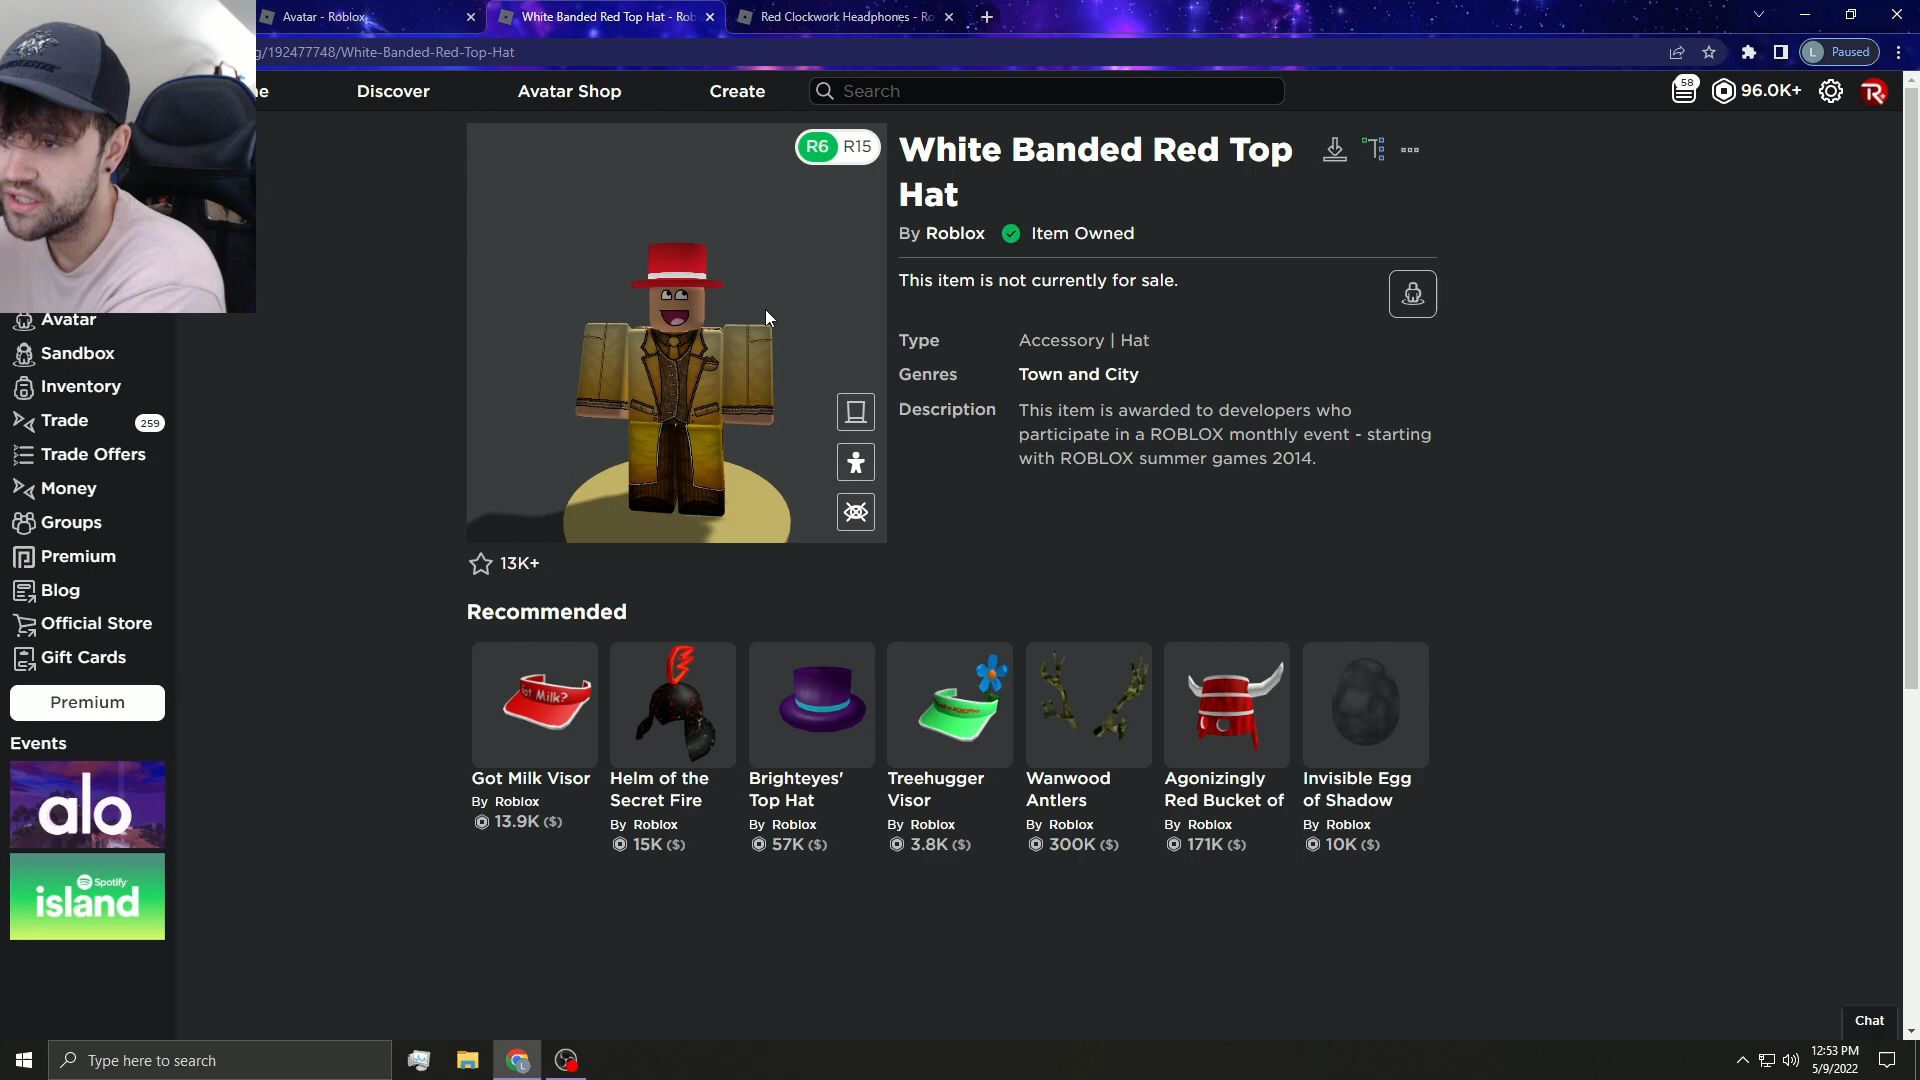 Avatar - Roblox
White Banded Red Top Hat - Rob
Red Clockwork Headphones - Ro
g/192477748/White-Banded-Red-Top-Hat
L Paused
Discover
Avatar Shop
Create
Search
58
96.0K+
R6 R15
White Banded Red Top
Hat
By Roblox Item Owned
This item is not currently for sale.
Type Accessory | Hat
Genres Town and City
Description This item is awarded to developers who
participate in a ROBLOX monthly event - starting
with ROBLOX summer games 2014.
13K+
Avatar
Sandbox
Inventory
Trade 259
Trade Offers
Money
Groups
Premium
Blog
Official Store
Gift Cards
Premium
Events
alo
Spotify
island
Recommended
Got Milk?
Got Milk Visor
By Roblox
13.9K ($)
Helm of the
Secret Fire
By Roblox
15K ($)
Brighteyes'
Top Hat
By Roblox
57K ($)
Treehugger
Visor
By Roblox
3.8K ($)
Wanwood
Antlers
By Roblox
300K ($)
Agonizingly
Red Bucket of
By Roblox
171K ($)
Invisible Egg
of Shadow
By Roblox
10K ($)
Chat
Type here to search
12:53 PM
5/9/2022